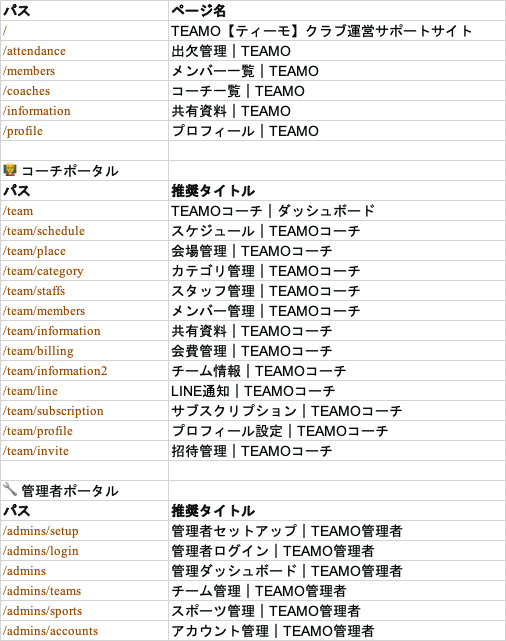 パス ページ名
/ TEAMO【ティーモ】クラブ運営サポートサイト
/attendance 出欠管理｜TEAMO
/members メンバー一覧｜TEAMO
/coaches コーチ一覧｜TEAMO
/information 共有資料｜TEAMO
/profile プロフィール｜TEAMO
コーチポータル
パス 推奨タイトル
/team TEAMOコーチ｜ダッシュボード
/team/schedule スケジュール｜TEAMOコーチ
/team/place 会場管理｜TEAMOコーチ
/team/category カテゴリ管理｜TEAMOコーチ
/team/staffs スタッフ管理｜TEAMOコーチ
/team/members メンバー管理｜TEAMOコーチ
/team/information 共有資料｜TEAMOコーチ
/team/billing 会費管理｜TEAMOコーチ
/team/information2 チーム情報｜TEAMOコーチ
/team/line LINE通知｜TEAMOコーチ
/team/subscription サブスクリプション｜TEAMOコーチ
/team/profile プロフィール設定｜TEAMOコーチ
/team/invite 招待管理｜TEAMOコーチ
管理者ポータル
パス 推奨タイトル
/admins/setup 管理者セットアップ｜TEAMO管理者
/admins/login 管理者ログイン｜TEAMO管理者
/admins 管理ダッシュボード｜TEAMO管理者
/admins/teams チーム管理｜TEAMO管理者
/admins/sports スポーツ管理｜TEAMO管理者
/admins/accounts アカウント管理｜TEAMO管理者